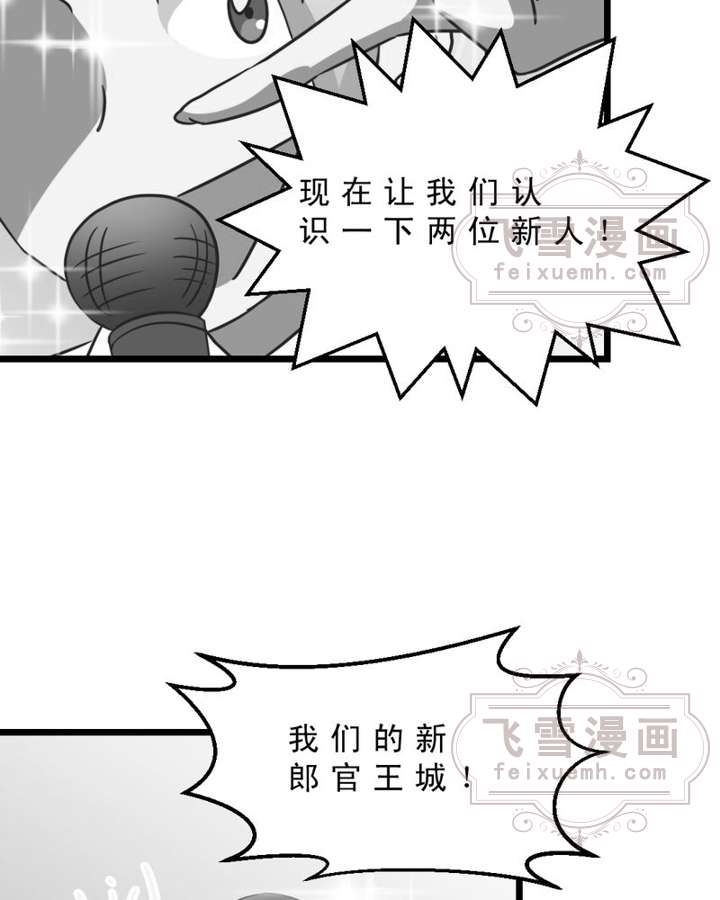 现在让我们认
识一下两位新人！
飞雪漫画
feixuemh.com
我们的新
郎官王城！
飞雪漫画
feixuemh.com